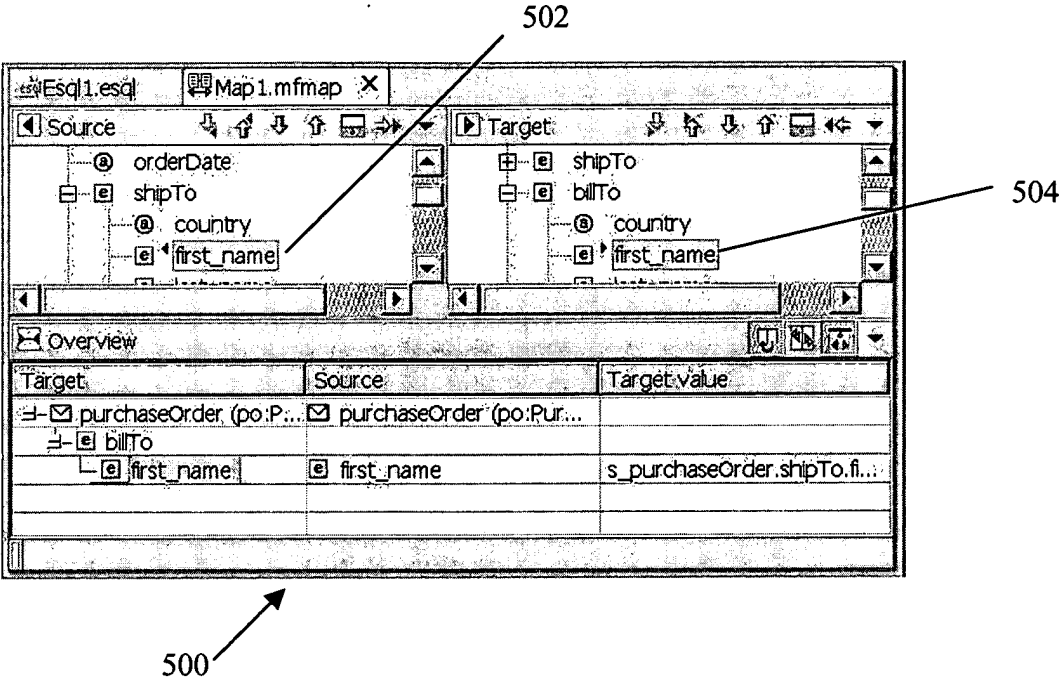 502
Esql1.esql Map1.mfmap X
Source Target
orderDate shipTo
shipTo billTo
504
country country
first_name first_name
Overview
Target Source Target value
purchaseOrder (po:P... purchaseOrder (po:Pur...
billTo
first_name first_name s_purchaseOrder.shipTo.fi...
500